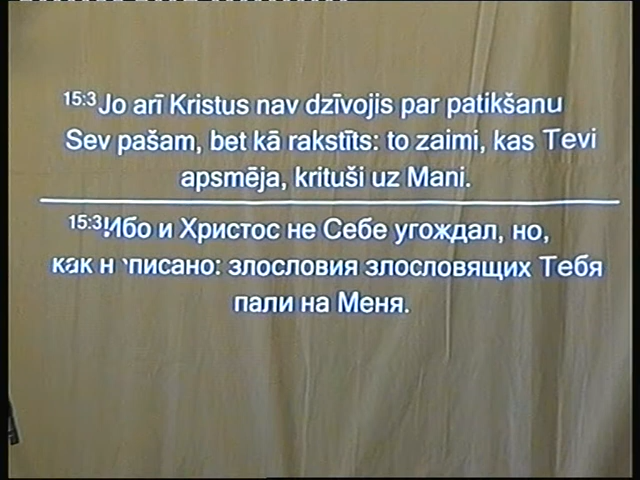 15:3 Jo arī Kristus nav dzīvojis par patikšanu
Sev pašam, bet kā rakstīts: to zaimi, kas Tevi
apsmēja, krituši uz Mani.
15:3 Ибо и Христос не Себе угождал, но,
как написано: злословия злословящих Тебя
пали на Меня.